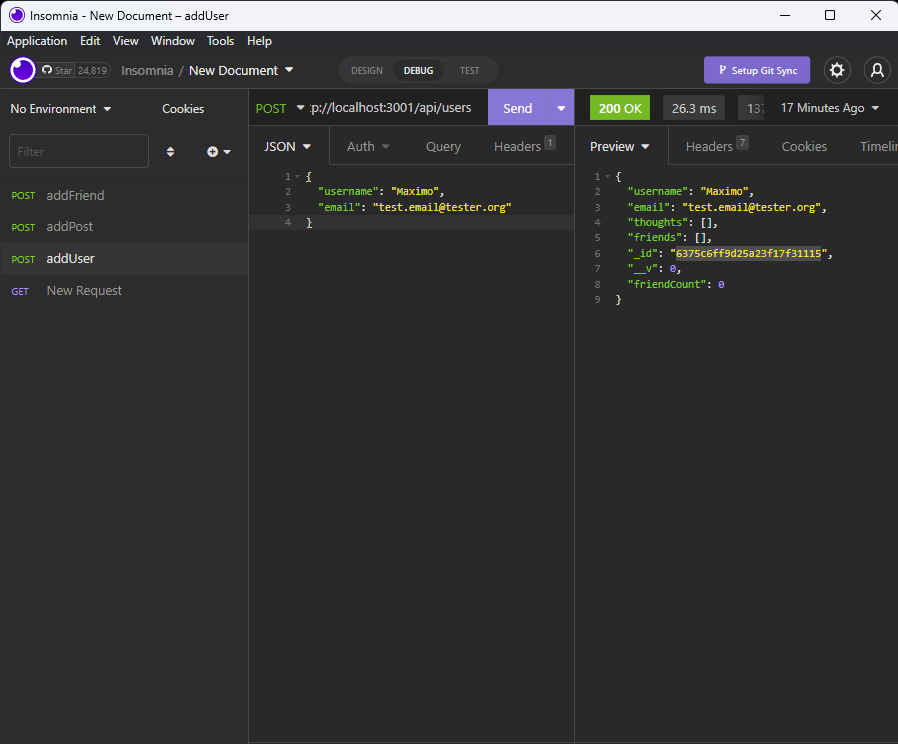 Insomnia - New Document – addUser
Application Edit View Window Tools Help
Star 24,819 Insomnia / New Document DESIGN DEBUG TEST Setup Git Sync
No Environment Cookies
Filter
POST addFriend
POST addPost
POST addUser
GET New Request
POST :p://localhost:3001/api/users Send
JSON Auth Query Headers 1
1 {
2 "username": "Maximo",
3 "email": "test.email@tester.org"
4 }
200 OK 26.3 ms 17 Minutes Ago
Preview Headers 7 Cookies Timelin
1 {
2 "username": "Maximo",
3 "email": "test.email@tester.org",
4 "thoughts": [],
5 "friends": [],
6 "_id": "6375c6ff9d25a23f17f31115",
7 "__v": 0,
8 "friendCount": 0
9 }